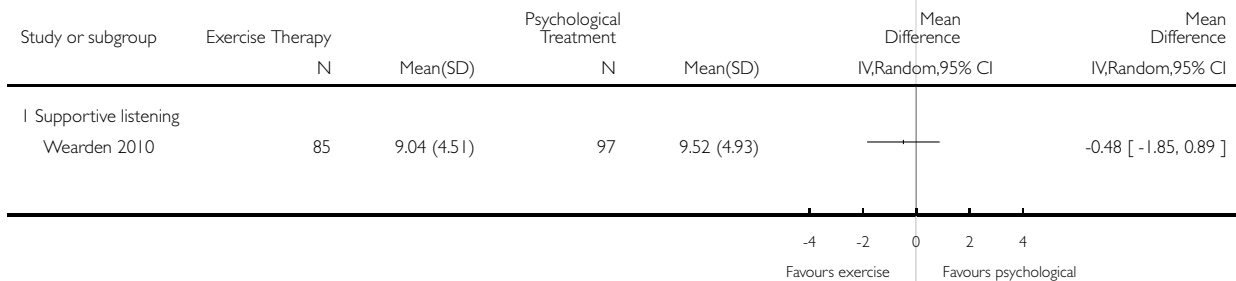 Study or subgroup Exercise Therapy Psychological Treatment Mean Difference Mean Difference
N Mean(SD) N Mean(SD) IV,Random,95% CI IV,Random,95% CI
1 Supportive listening
Wearden 2010 85 9.04 (4.51) 97 9.52 (4.93) -0.48 [ -1.85, 0.89 ]
-4 -2 0 2 4
Favours exercise Favours psychological